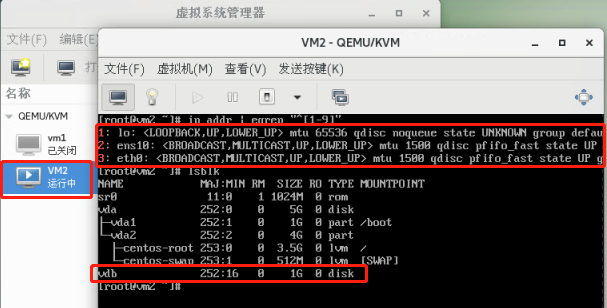 虚拟系统管理器
文件(F) 编辑(E)
打
名称
QEMU/KVM
vm1
已关闭
VM2
运行中
VM2 - QEMU/KVM
文件(F) 虚拟机(M) 查看(V) 发送按键(K)
[root@vm2 ~]# ip addr | egrep "^[1-9]"
1: lo: <LOOPBACK,UP,LOWER_UP> mtu 65536 qdisc noqueue state UNKNOWN group defau
2: ens10: <BROADCAST,MULTICAST,UP,LOWER_UP> mtu 1500 qdisc pfifo_fast state UP
3: eth0: <BROADCAST,MULTICAST,UP,LOWER_UP> mtu 1500 qdisc pfifo_fast state UP g
[root@vm2 ~]# lsblk
NAME MAJ:MIN RM SIZE RO TYPE MOUNTPOINT
sr0 11:0 1 1024M 0 rom
vda 252:0 0 5G 0 disk
├─vda1 252:1 0 1G 0 part /boot
└─vda2 252:2 0 4G 0 part
├─centos-root 253:0 0 3.5G 0 lvm /
└─centos-swap 253:1 0 512M 0 lvm [SWAP]
vdb 252:16 0 1G 0 disk
[root@vm2 ~]#